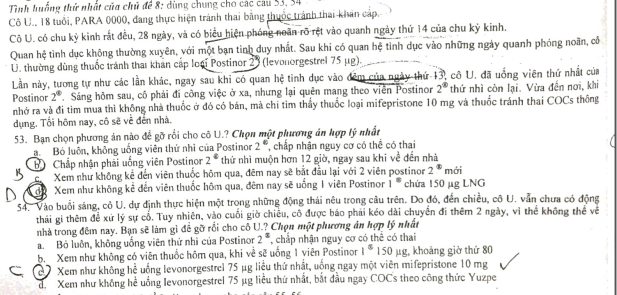 Tình huống thứ nhất của chủ đề 8: dùng chung cho các câu 53, 54
Cô U.. 18 tuổi, PARA 0000, đang thực hiện tránh thai bằng thuốc tránh thai khẩn cấp.
Cô U. có chu kỳ kinh rất đều, 28 ngày, và có biểu hiện phóng noãn rõ rệt vào quanh ngày thứ 14 của chu kỳ kinh.
Quan hệ tình dục không thường xuyên, với một bạn tình duy nhất. Sau khi có quan hệ tình dục vào những ngày quanh phóng noãn, cô
U. thường dùng thuốc tránh thai khẩn cấp loại Postinor 2® (levonorgestrel 75 µg).
Lần này, tương tự như các lần khác, ngay sau khi có quan hệ tình dục vào đêm của ngày thứ 13, cô U. đã uống viên thứ nhất của
Postinor 2®. Sáng hôm sau, cô phải đi công việc ở xa, nhưng lại quên mang theo viên Postinor 2® thứ nhì còn lại. Vừa đến nơi, khi
nhớ ra và đi tìm mua thì không nhà thuốc ở đó có bán, mà chỉ tìm thấy thuốc loại mifepristone 10 mg và thuốc tránh thai COCs thông
dụng. Tối hôm nay, cô sẽ về đến nhà.
53. Bạn chọn phương án nào để gỡ rối cho cô U.? Chọn một phương án hợp lý nhất
a. Bỏ luôn, không uống viên thứ nhì của Postinor 2 ®, chấp nhận nguy cơ có thể có thai
b. Chấp nhận phải uống viên Postinor 2 ® thứ nhì muộn hơn 12 giờ, ngay sau khi về đến nhà
B c. Xem như không kể đến viên thuốc hôm qua, đêm nay sẽ bắt đầu lại với 2 viên postinor 2 ® mới
D d. Xem như không kể đến viên thuốc hôm qua, đêm nay sẽ uống 1 viên Postinor 1 ® chứa 150 µg LNG
54. Vào buổi sáng, cô U. dự định thực hiện một trong những động thái nêu trong câu trên. Do đó, đến chiều, cô U. vẫn chưa có động
thái gì thêm để xử lý sự cố. Tuy nhiên, vào cuối giờ chiều, cô được báo phải kéo dài chuyến đi thêm 2 ngày, vì thế không thể về
nhà trong đêm nay. Bạn sẽ làm gì để gỡ rối cho cô U.? Chọn một phương án hợp lý nhất
a. Bỏ luôn, không uống viên thứ nhì của Postinor 2 ®, chấp nhận nguy cơ có thể có thai
b. Xem như không có viên thuốc hôm qua, khi về sẽ uống 1 viên Postinor 1 ® 150 µg, khoảng giờ thứ 80
C c. Xem như không hề uống levonorgestrel 75 µg liều thứ nhất, uống ngay một viên mifepristone 10 mg
d. Xem như không hề uống levonorgestrel 75 µg liều thứ nhất, bắt đầu ngay COCs theo công thức Yuzpe